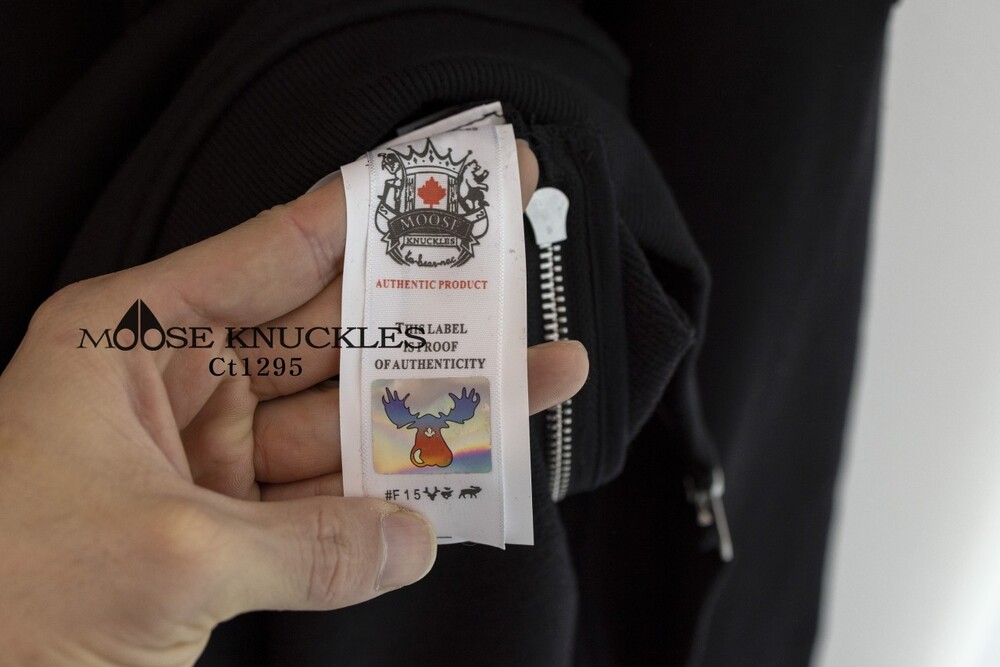 MOOSE
KNUCKLES
AUTHENTIC PRODUCT
THIS LABEL
IS PROOF
OF AUTHENTICITY
#F15
MOOSE KNUCKLES
Ct1295